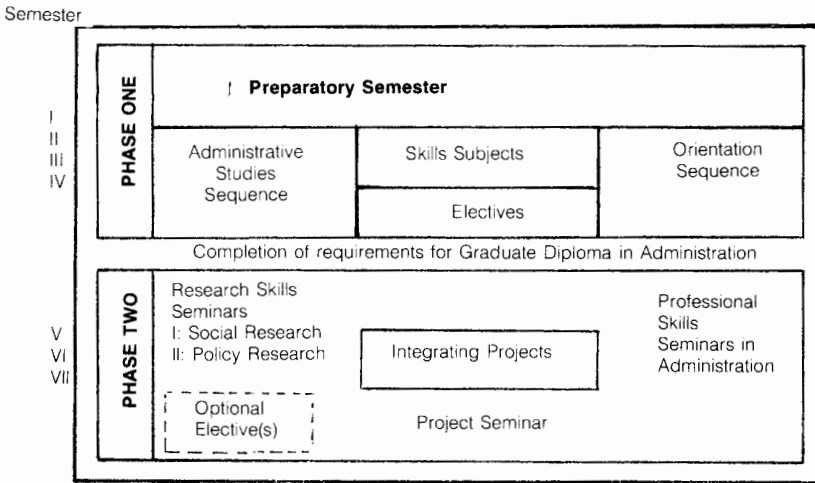 Semester
PHASE ONE
I
II
III
IV
Preparatory Semester
Administrative
Studies
Sequence
Skills Subjects
Electives
Orientation
Sequence
Completion of requirements for Graduate Diploma in Administration
PHASE TWO
V
VI
VII
Research Skills
Seminars
I: Social Research
II: Policy Research
Optional
Elective(s)
Integrating Projects
Project Seminar
Professional
Skills
Seminars in
Administration